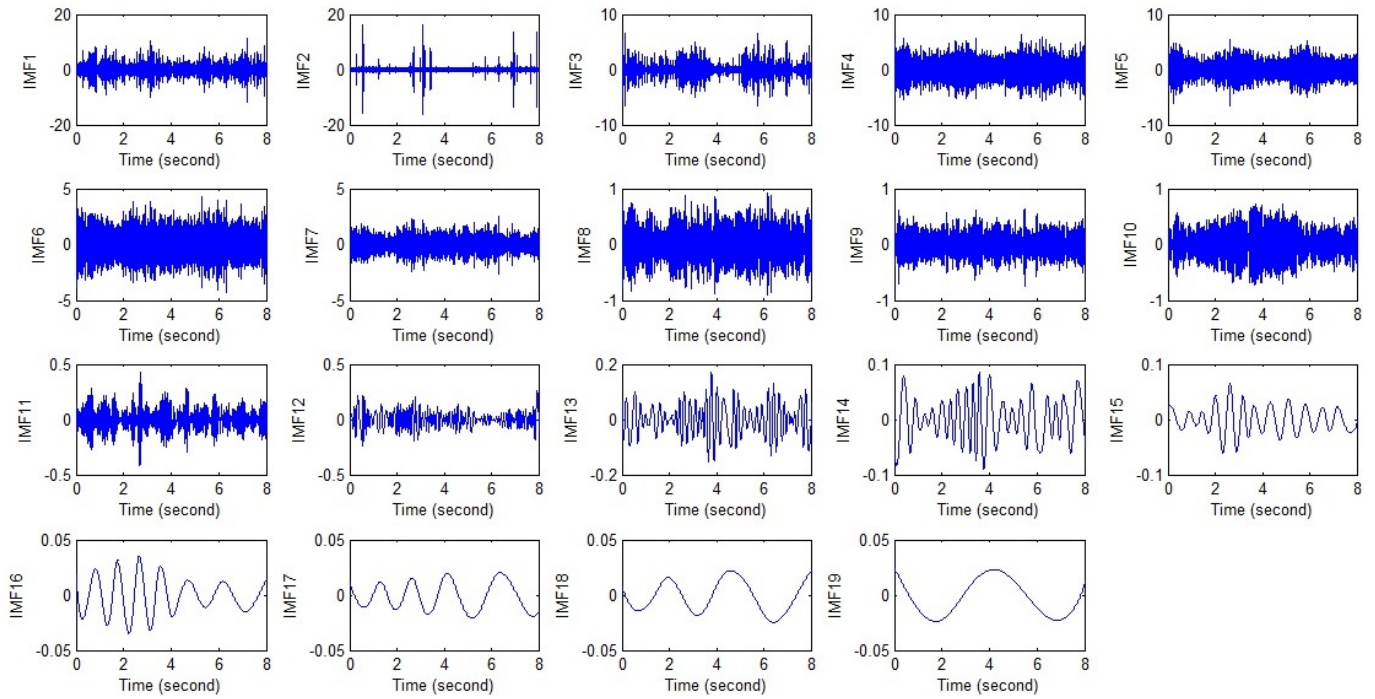 20 20 10 10 10
IMF1 0 IMF2 0 IMF3 0 IMF4 0 IMF5 0
-20 -20 -10 -10 -10
0 2 4 6 8 0 2 4 6 8 0 2 4 6 8 0 2 4 6 8 0 2 4 6 8
Time (second) Time (second) Time (second) Time (second) Time (second)
5 5 1 1 1
IMF6 0 IMF7 0 IMF8 0 IMF9 0 IMF10 0
-5 -5 -1 -1 -1
0 2 4 6 8 0 2 4 6 8 0 2 4 6 8 0 2 4 6 8 0 2 4 6 8
Time (second) Time (second) Time (second) Time (second) Time (second)
0.5 0.5 0.2 0.1 0.1
IMF11 0 IMF12 0 IMF13 0 IMF14 0 IMF15 0
-0.5 -0.5 -0.2 -0.1 -0.1
0 2 4 6 8 0 2 4 6 8 0 2 4 6 8 0 2 4 6 8 0 2 4 6 8
Time (second) Time (second) Time (second) Time (second) Time (second)
0.05 0.05 0.05 0.05
IMF16 0 IMF17 0 IMF18 0 IMF19 0
-0.05 -0.05 -0.05 -0.05
0 2 4 6 8 0 2 4 6 8 0 2 4 6 8 0 2 4 6 8
Time (second) Time (second) Time (second) Time (second)